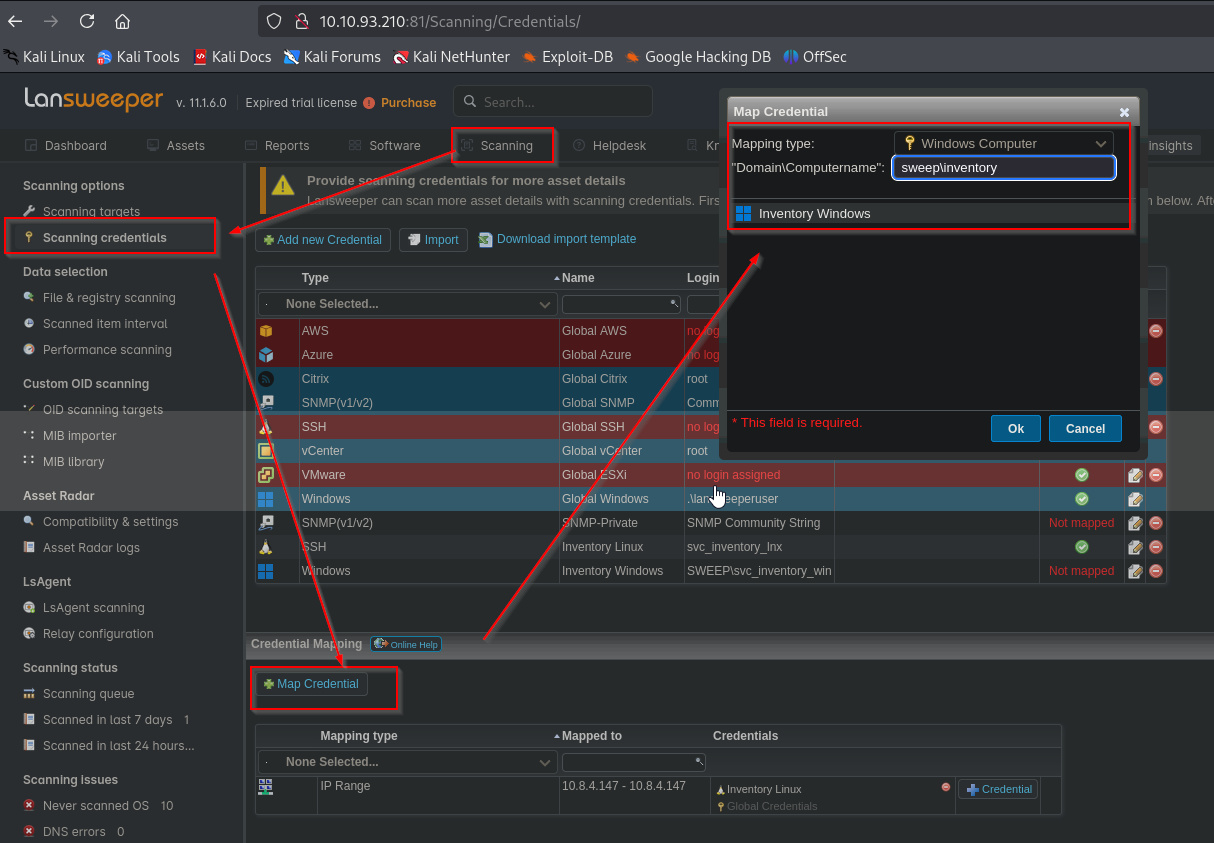 10.10.93.210:81/Scanning/Credentials/
Kali Linux Kali Tools Kali Docs Kali Forums Kali NetHunter Exploit-DB Google Hacking DB OffSec
Lansweeper v. 11.1.6.0 Expired trial license Purchase Search...
Dashboard Assets Reports Software Scanning Helpdesk Kn insights
Scanning options
Scanning targets
Scanning credentials
Data selection
File & registry scanning
Scanned item interval
Performance scanning
Custom OID scanning
OID scanning targets
MIB importer
MIB library
Asset Radar
Compatibility & settings
Asset Radar logs
LsAgent
LsAgent scanning
Relay configuration
Scanning status
Scanning queue
Scanned in last 7 days 1
Scanned in last 24 hours...
Scanning issues
Never scanned OS 10
DNS errors 0
Provide scanning credentials for more asset details
Lansweeper can scan more asset details with scanning credentials. Firs
n below. Afte
Add new Credential Import Download import template
Type Name Login
None Selected...
AWS Global AWS no log
Azure Global Azure no log
Citrix Global Citrix root
SNMP(v1/v2) Global SNMP Comm
SSH Global SSH no log
vCenter Global vCenter root
VMware Global ESXi no login assigned
Windows Global Windows .\lan eeperuser
SNMP(v1/v2) SNMP-Private SNMP Community String Not mapped
SSH Inventory Linux svc_inventory_lnx
Windows Inventory Windows SWEEP\svc_inventory_win Not mapped
Credential Mapping Online Help
Map Credential
Mapping type Mapped to Credentials
None Selected...
IP Range 10.8.4.147 - 10.8.4.147 Inventory Linux Credential
Global Credentials
Map Credential
Mapping type: Windows Computer
"Domain\Computername": sweep\inventory
Inventory Windows
* This field is required.
Ok Cancel